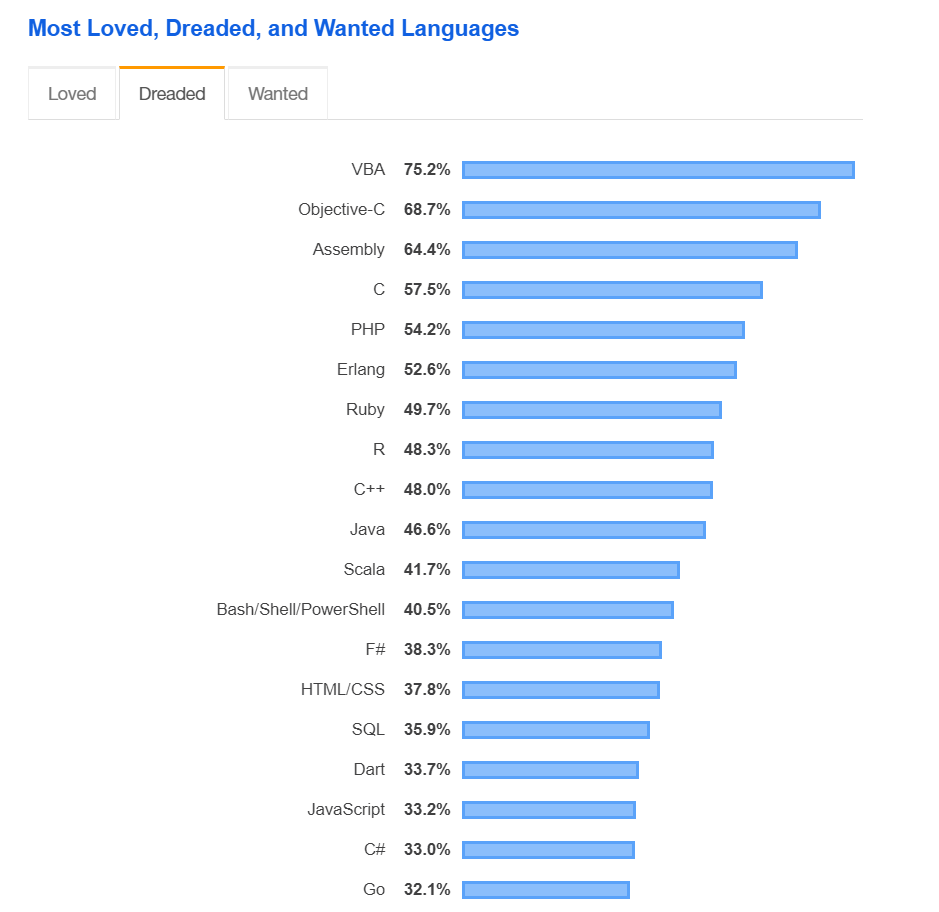 Most Loved, Dreaded, and Wanted Languages
Loved Dreaded Wanted
VBA 75.2%
Objective-C 68.7%
Assembly 64.4%
C 57.5%
PHP 54.2%
Erlang 52.6%
Ruby 49.7%
R 48.3%
C++ 48.0%
Java 46.6%
Scala 41.7%
Bash/Shell/PowerShell 40.5%
F# 38.3%
HTML/CSS 37.8%
SQL 35.9%
Dart 33.7%
JavaScript 33.2%
C# 33.0%
Go 32.1%